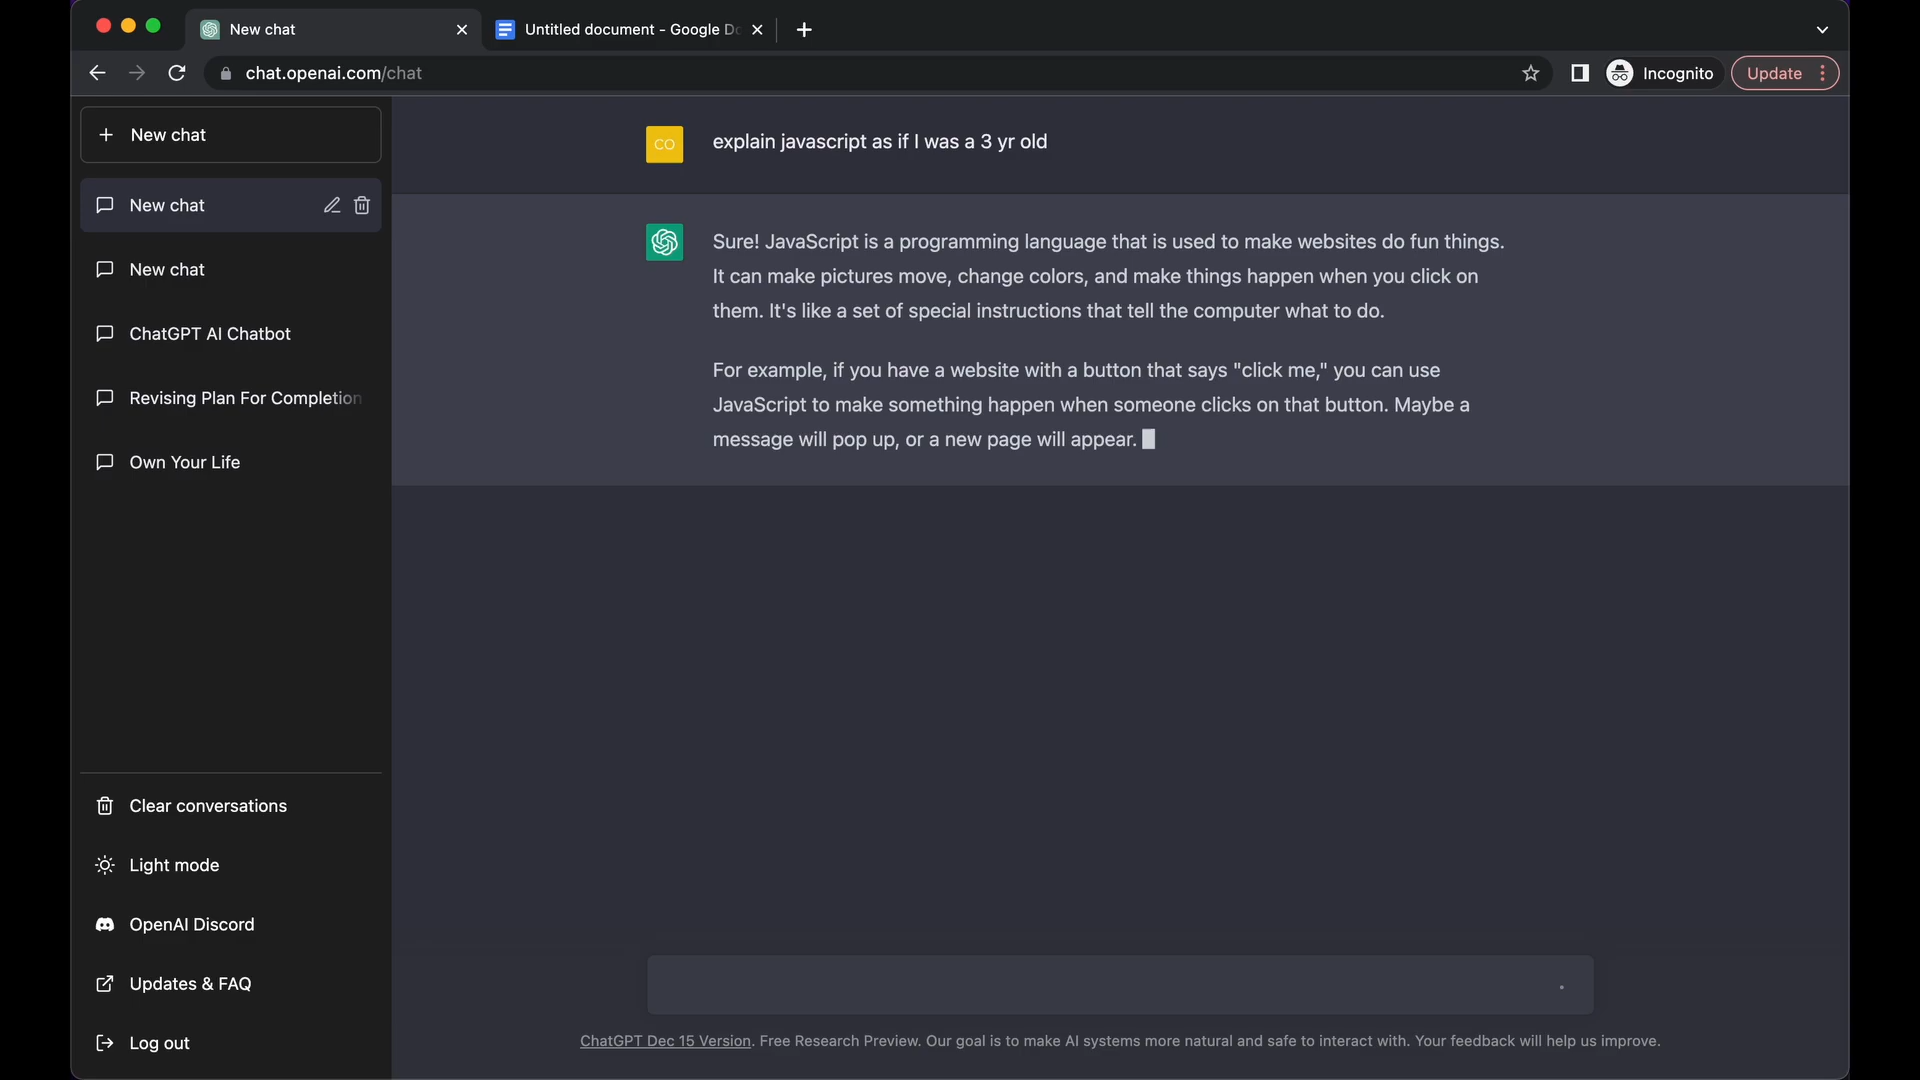 New chat
Untitled document - Google Do
chat.openai.com/chat
Incognito
Update
New chat
New chat
New chat
ChatGPT AI Chatbot
Revising Plan For Completion
Own Your Life
Clear conversations
Light mode
OpenAI Discord
Updates & FAQ
Log out
CO
explain javascript as if I was a 3 yr old
Sure! JavaScript is a programming language that is used to make websites do fun things.
It can make pictures move, change colors, and make things happen when you click on
them. It's like a set of special instructions that tell the computer what to do.
For example, if you have a website with a button that says "click me," you can use
JavaScript to make something happen when someone clicks on that button. Maybe a
message will pop up, or a new page will appear.
ChatGPT Dec 15 Version. Free Research Preview. Our goal is to make AI systems more natural and safe to interact with. Your feedback will help us improve.